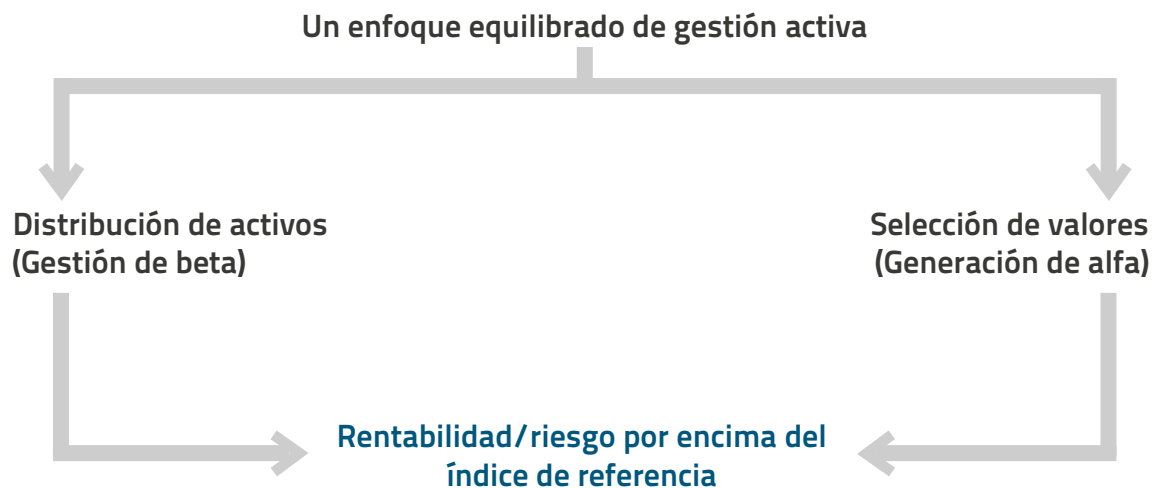 Un enfoque equilibrado de gestión activa
Distribución de activos
(Gestión de beta)
Selección de valores
(Generación de alfa)
Rentabilidad/riesgo por encima del
índice de referencia